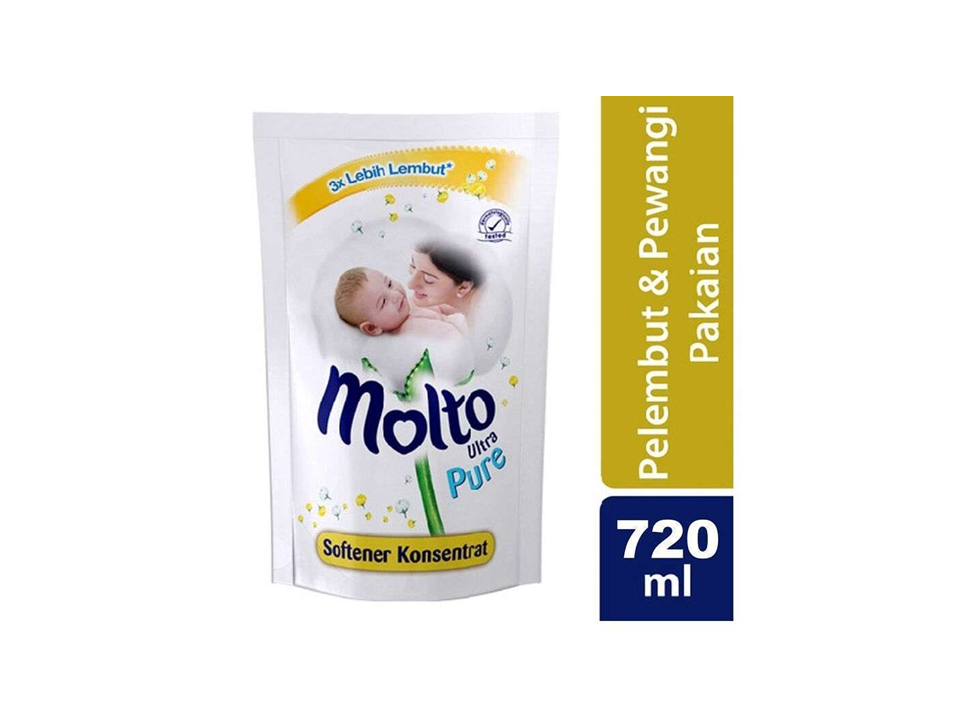 3x Lebih Lembut*
tested
Molto
Ultra
Pure
Softener Konsentrat
Pelembut & Pewangi
Pakaian
720
ml